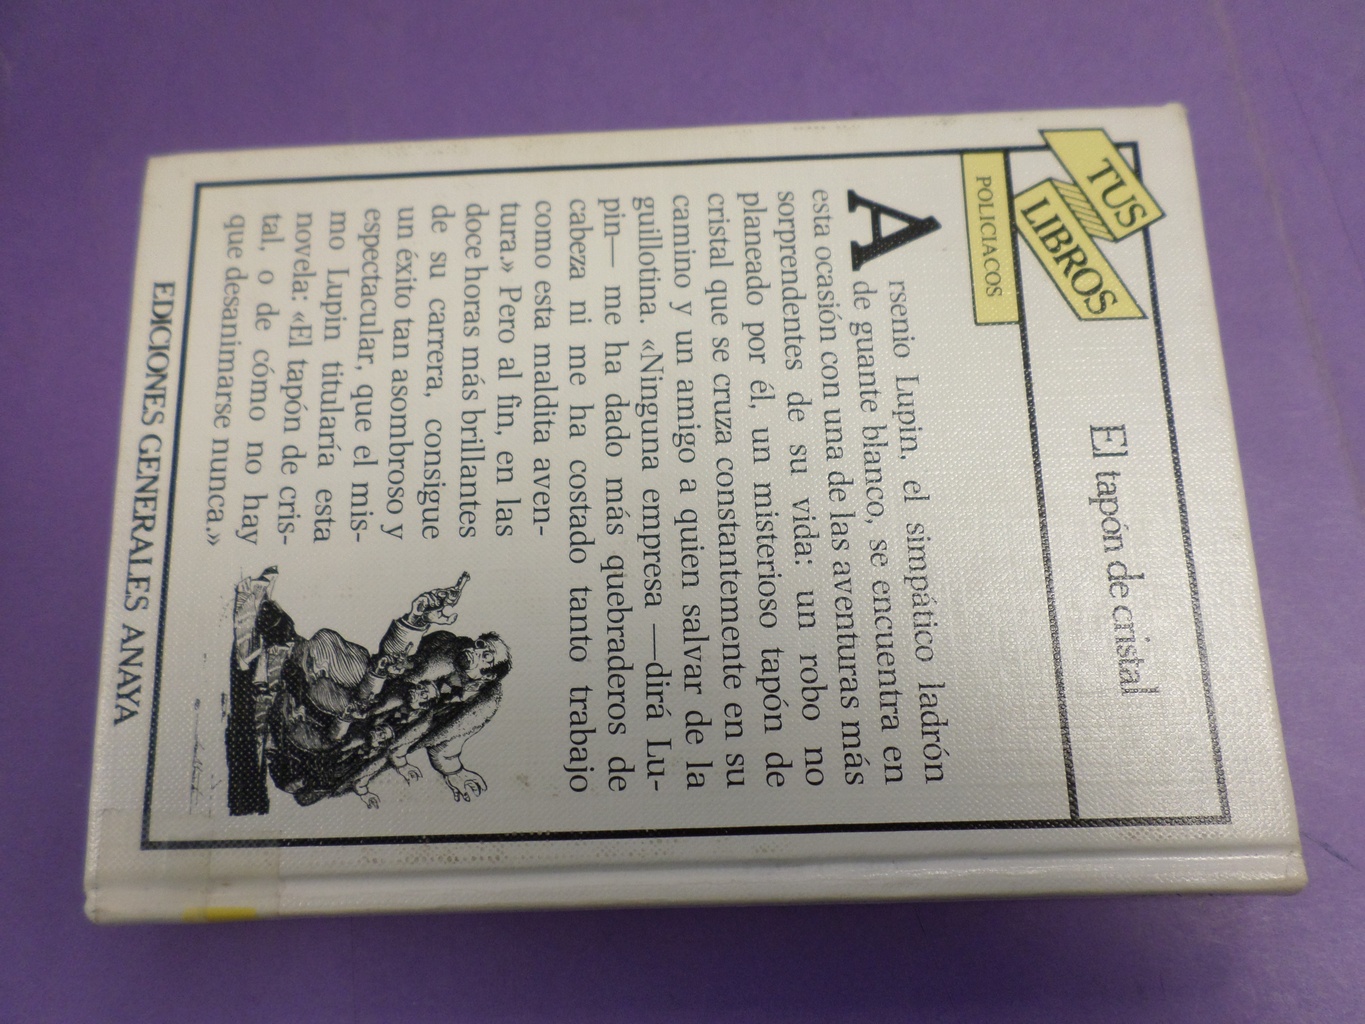 TUS
LIBROS
El tapón de cristal
POLICIACOS
Arsenio Lupin, el simpático ladrón
de guante blanco, se encuentra en
esta ocasión con una de las aventuras más
sorprendentes de su vida: un robo no
planeado por él, un misterioso tapón de
cristal que se cruza constantemente en su
camino y un amigo a quien salvar de la
guillotina. «Ninguna empresa —dirá Lu-
pin— me ha dado más quebraderos de
cabeza ni me ha costado tanto trabajo
como esta maldita aven-
tura.» Pero al fin, en las
doce horas más brillantes
de su carrera, consigue
un éxito tan asombroso y
espectacular, que el mis-
mo Lupin titularía esta
novela: «El tapón de cris-
tal, o de cómo no hay
que desanimarse nunca.»
EDICIONES GENERALES ANAYA